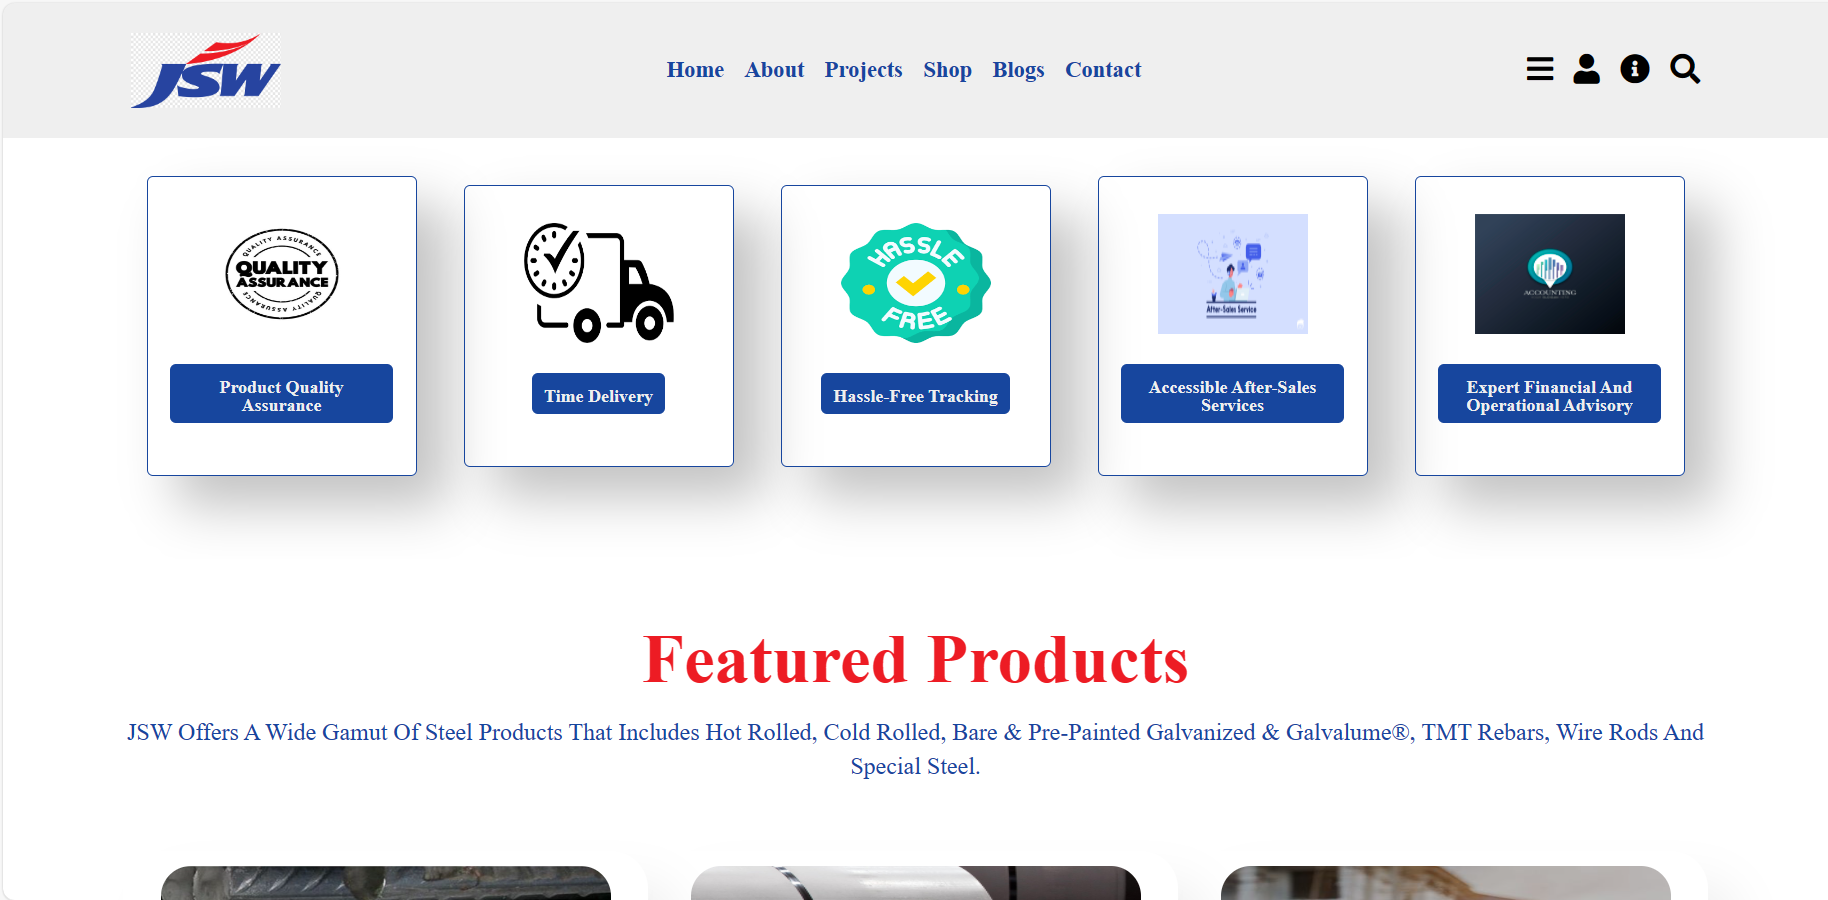 JSW
Home About Projects Shop Blogs Contact
QUALITY ASSURANCE
QUALITY
ASSURANCE
QUALITY ASSURANCE
Product Quality
Assurance
Time Delivery
HASSLE
FREE
Hassle-Free Tracking
After-Sales Service
Accessible After-Sales
Services
ACCOUNTING
Expert Financial And
Operational Advisory
Featured Products
JSW Offers A Wide Gamut Of Steel Products That Includes Hot Rolled, Cold Rolled, Bare & Pre-Painted Galvanized & Galvalume®, TMT Rebars, Wire Rods And
Special Steel.